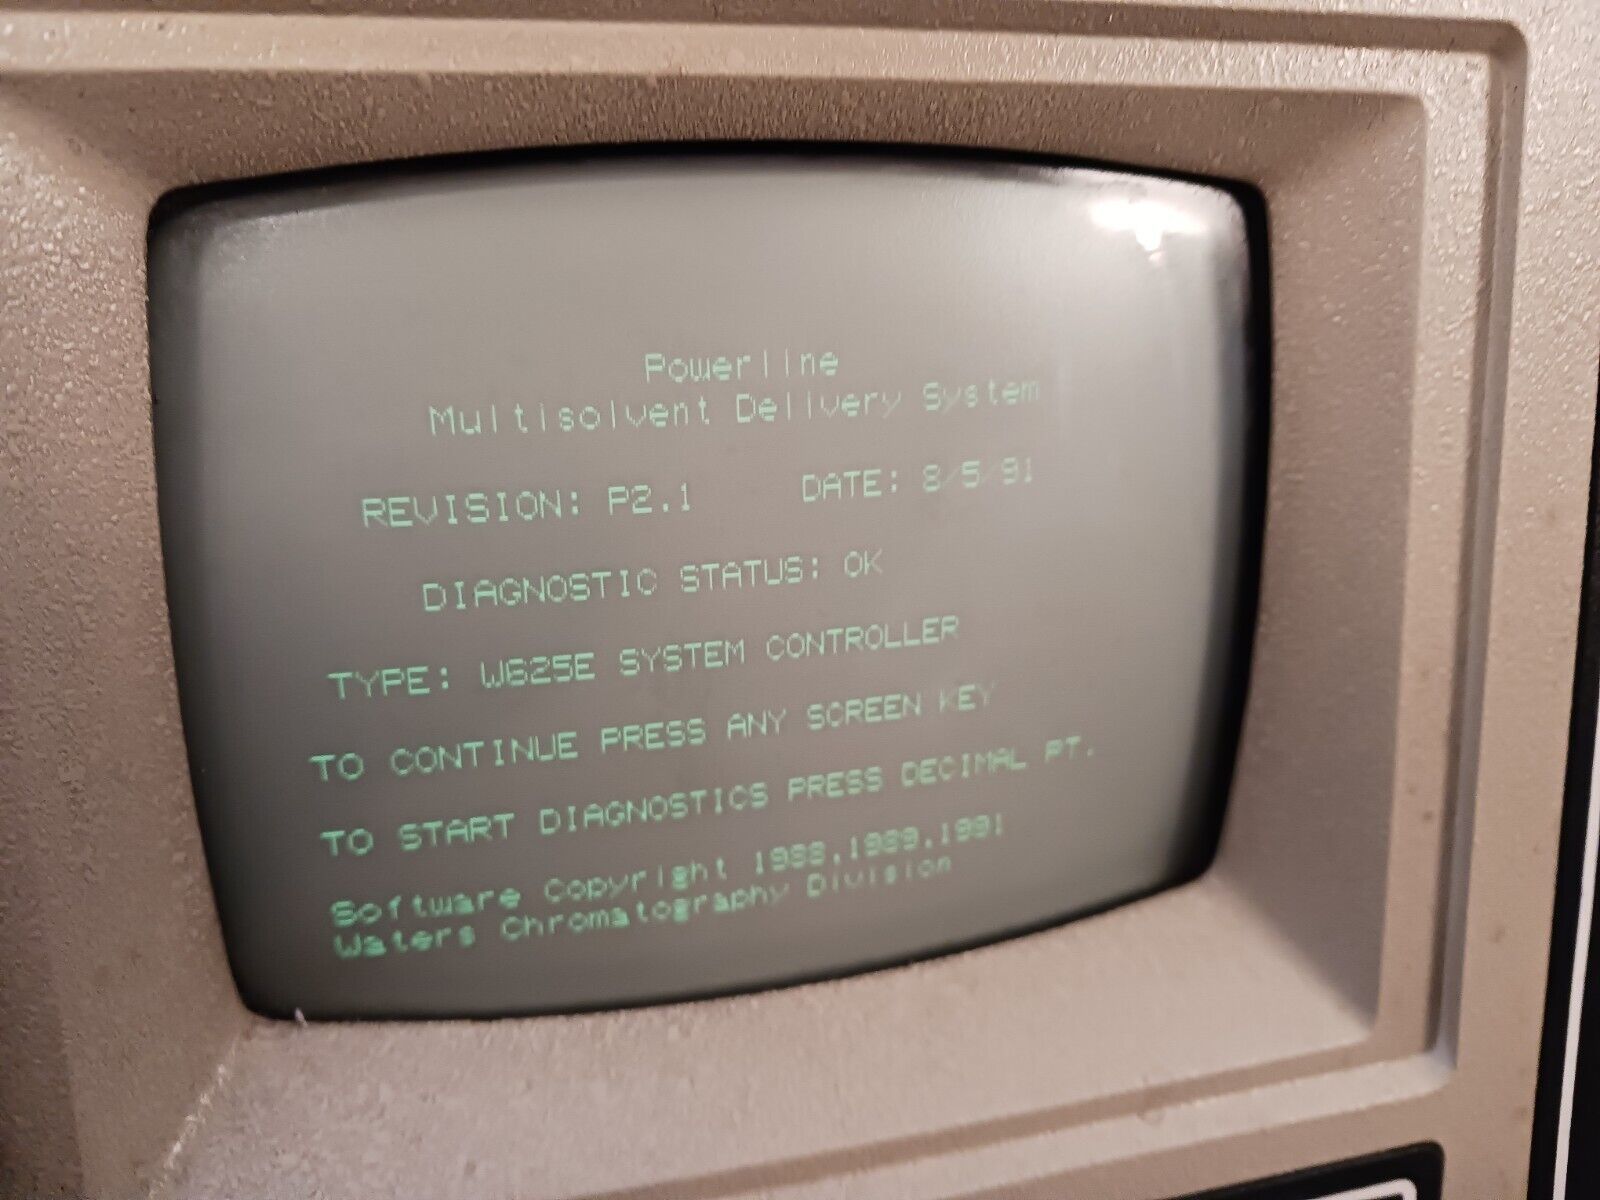 Powerline
Multisolvent Delivery System
REVISION: P2.1 DATE: 8/5/91
DIAGNOSTIC STATUS: OK
TYPE: W625E SYSTEM CONTROLLER
TO CONTINUE PRESS ANY SCREEN KEY
TO START DIAGNOSTICS PRESS DECIMAL PT.
Software Copyright 1988,1989,1991
Waters Chromatography Division